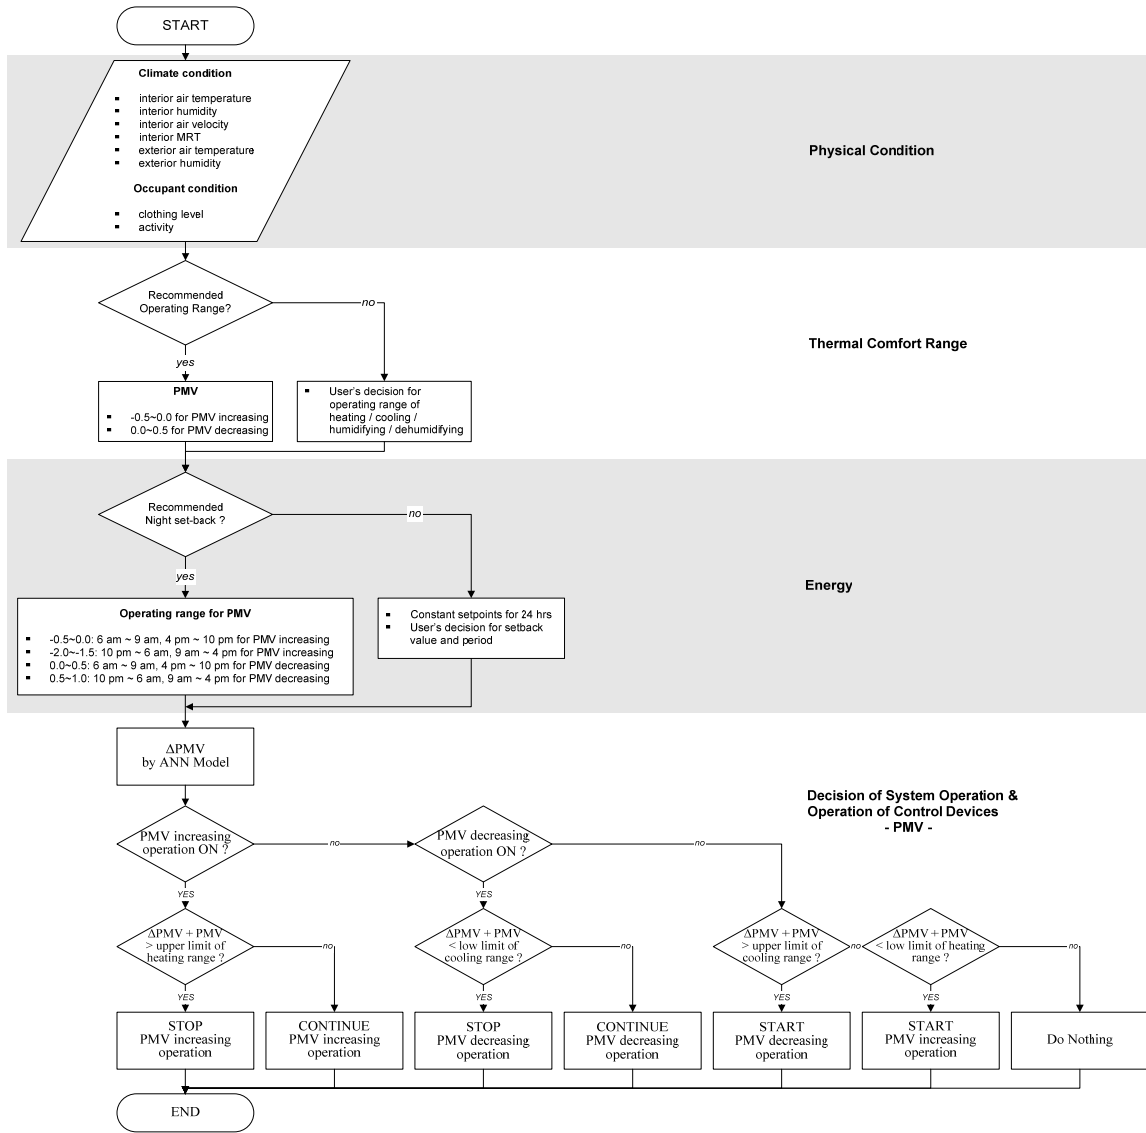 START
Climate condition
▪ interior air temperature
▪ interior humidity
▪ interior air velocity
▪ interior MRT
▪ exterior air temperature
▪ exterior humidity
Occupant condition
▪ clothing level
▪ activity
Physical Condition
Recommended
Operating Range?
no
yes
Thermal Comfort Range
PMV
▪ -0.5~0.0 for PMV increasing
▪ 0.0~0.5 for PMV decreasing
▪ User's decision for
operating range of
heating / cooling /
humidifying / dehumidifying
Recommended
Night set-back ?
no
yes
Energy
Operating range for PMV
▪ -0.5~0.0: 6 am ~ 9 am, 4 pm ~ 10 pm for PMV increasing
▪ -2.0~-1.5: 10 pm ~ 6 am, 9 am ~ 4 pm for PMV increasing
▪ 0.0~0.5: 6 am ~ 9 am, 4 pm ~ 10 pm for PMV decreasing
▪ 0.5~1.0: 10 pm ~ 6 am, 9 am ~ 4 pm for PMV decreasing
▪ Constant setpoints for 24 hrs
▪ User's decision for setback
value and period
ΔPMV
by ANN Model
Decision of System Operation &
Operation of Control Devices
- PMV -
PMV increasing
operation ON ?
no
PMV decreasing
operation ON ?
no
YES
YES
ΔPMV + PMV
> upper limit of
heating range ?
no
ΔPMV + PMV
< low limit of
cooling range ?
no
ΔPMV + PMV
> upper limit of
cooling range ?
no
ΔPMV + PMV
< low limit of heating
range ?
no
YES
YES
YES
YES
STOP
PMV increasing
operation
CONTINUE
PMV increasing
operation
STOP
PMV decreasing
operation
CONTINUE
PMV decreasing
operation
START
PMV decreasing
operation
START
PMV increasing
operation
Do Nothing
END